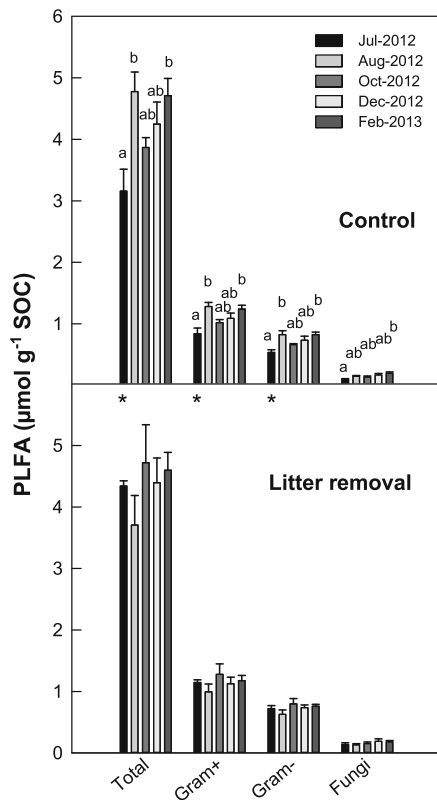 6
5
4
3
2
1
Jul-2012
Aug-2012
Oct-2012
Dec-2012
Feb-2013
Control
a b ab ab b
a b ab ab b
a b ab ab b
a ab ab ab b
PLFA (μmol g-1 SOC)
* * *
Litter removal
5
4
3
2
1
0
Total
Gram+
Gram-
Fungi